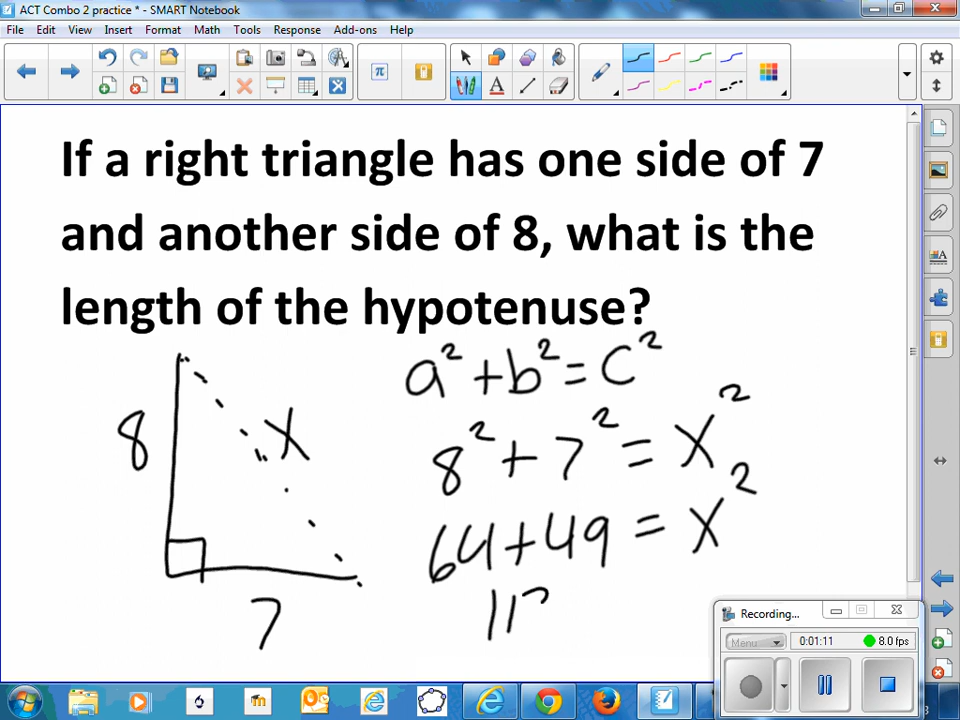 ACT Combo 2 practice * - SMART Notebook
File Edit View Insert Format Math Tools Response Add-ons Help
If a right triangle has one side of 7
and another side of 8, what is the
length of the hypotenuse?
a² + b² = c²
8 x
8² + 7² = x²
64 + 49 = x²
7
Recording...
Menu 0:01:11 8.0 fps